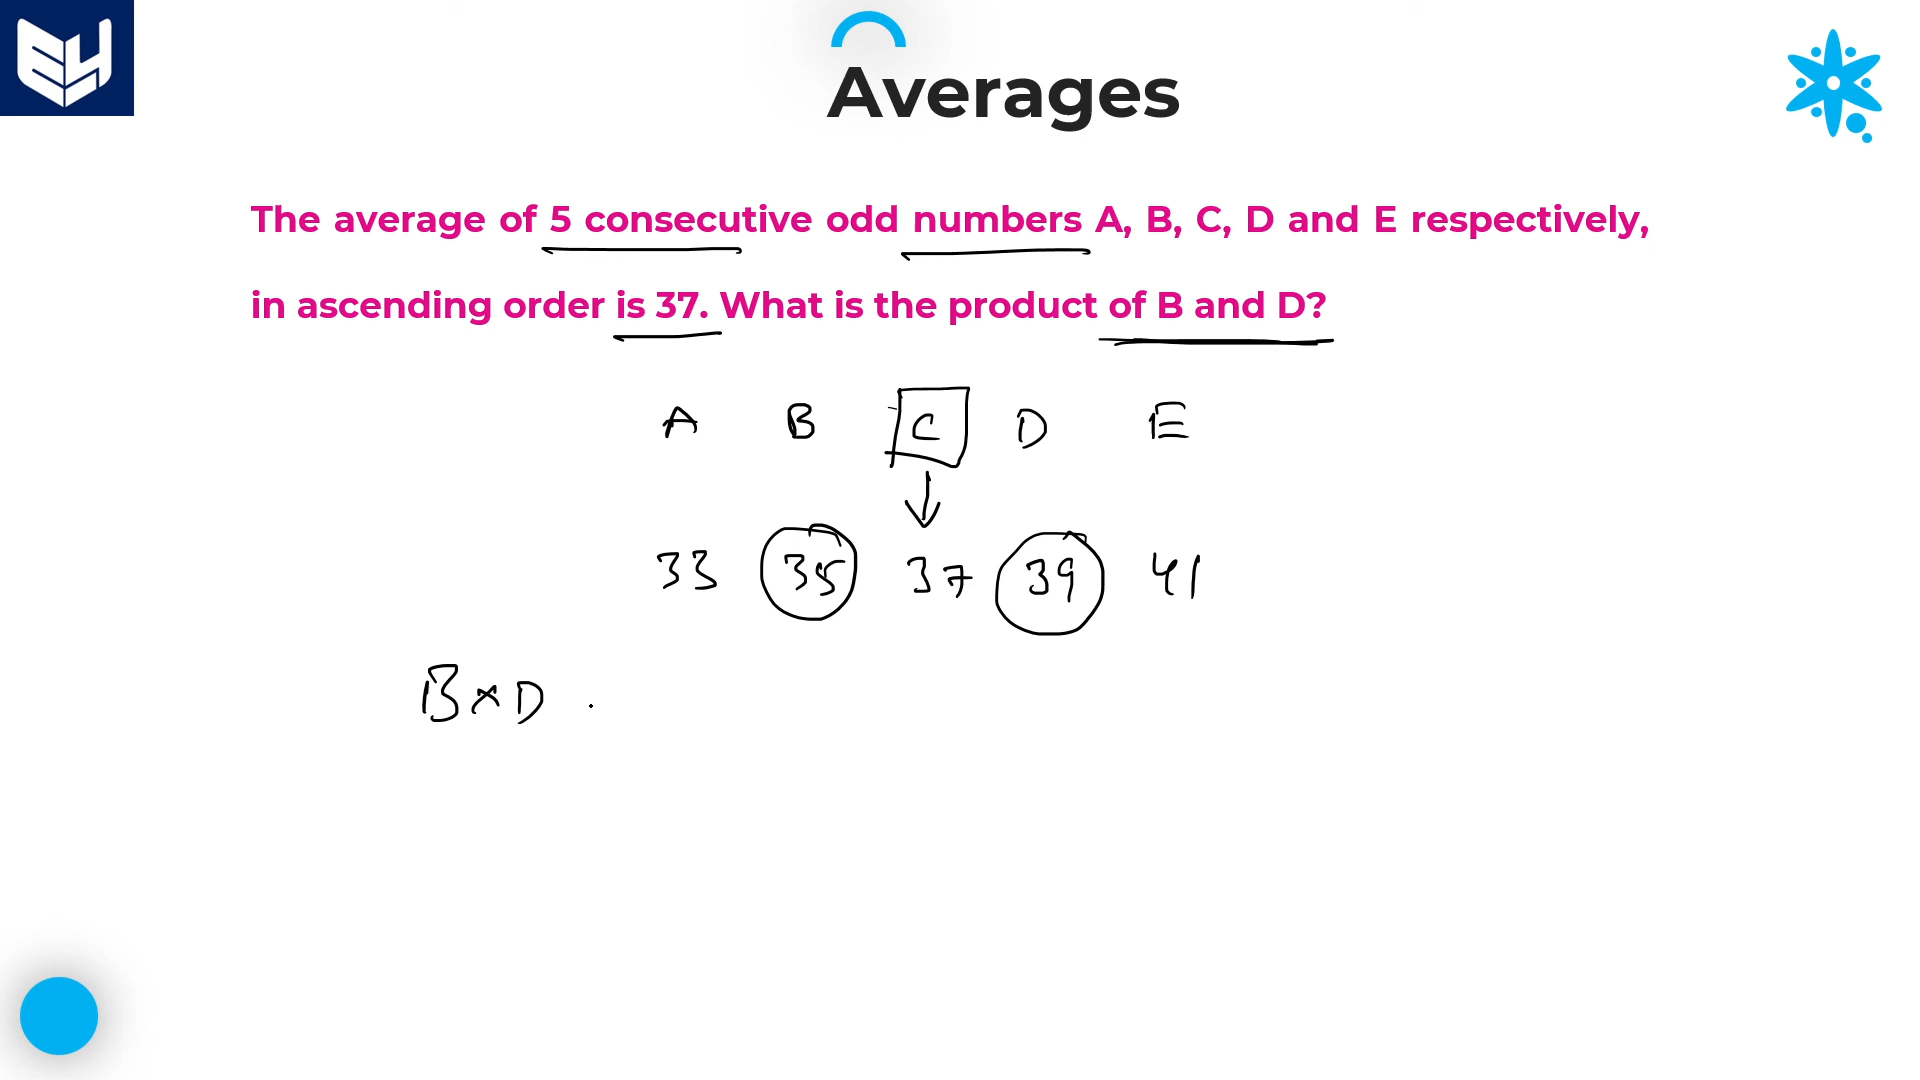 Averages
The average of 5 consecutive odd numbers A, B, C, D and E respectively,
in ascending order is 37. What is the product of B and D?
A B C D E
33 35 37 39 41
B×D